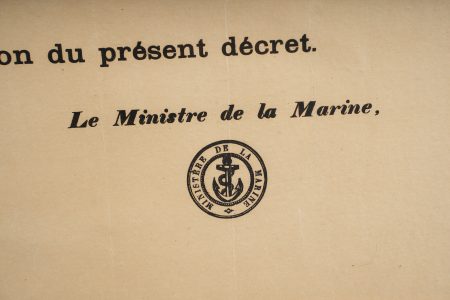 on du présent décret.
Le Ministre de la Marine,
MINISTÈRE DE LA MARINE